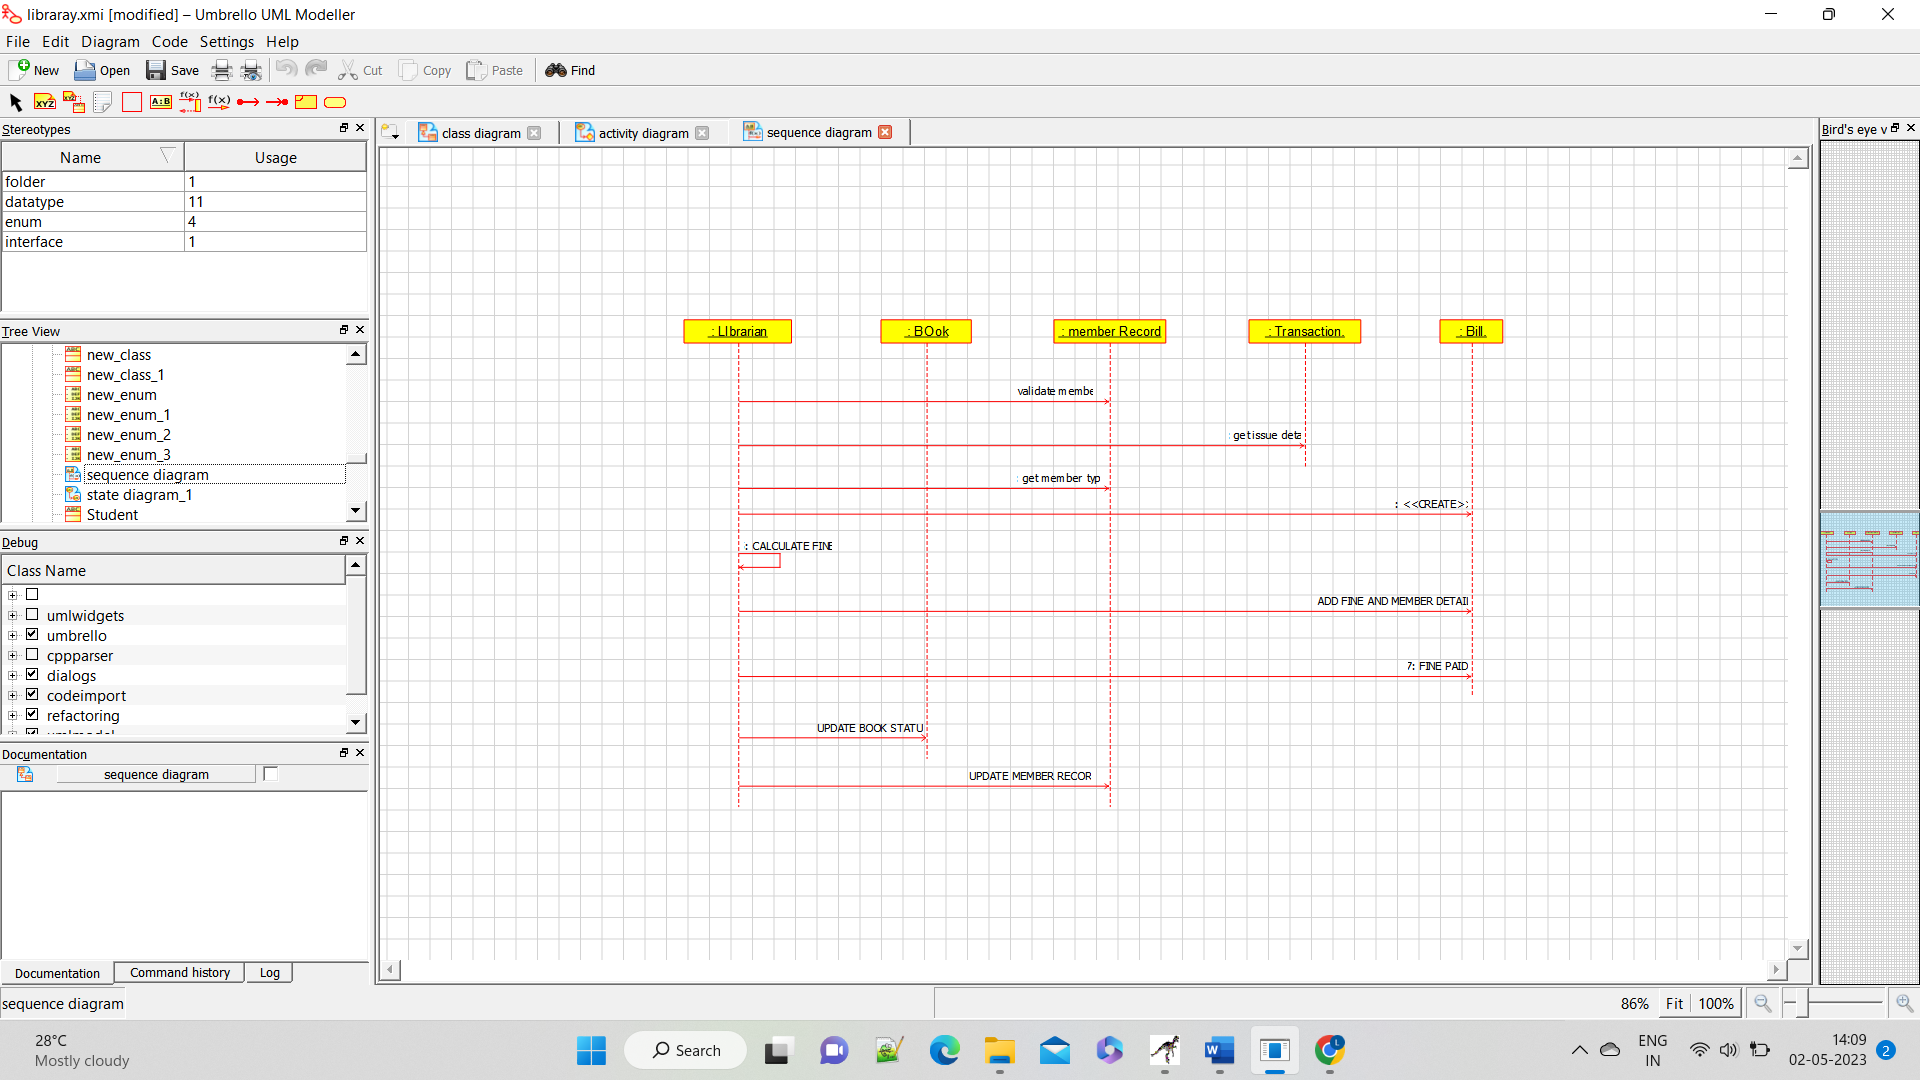 libraray.xmi [modified] – Umbrello UML Modeller
File Edit Diagram Code Settings Help
New Open Save Cut Copy Paste Find
XYZ XYZ A:B f(x) f(x)
Stereotypes
Name Usage
folder 1
datatype 11
enum 4
interface 1
Tree View
new_class
new_class_1
new_enum
new_enum_1
new_enum_2
new_enum_3
sequence diagram
state diagram_1
Student
Debug
Class Name
umlwidgets
umbrello
cppparser
dialogs
codeimport
refactoring
Documentation
sequence diagram
Documentation Command history Log
class diagram activity diagram sequence diagram
: LIbrarian : BOok : member Record : Transaction. : Bill.
validate membe
: get issue deta
: get member typ
: <<CREATE>:
: CALCULATE FINE
ADD FINE AND MEMBER DETAI
7: FINE PAID
UPDATE BOOK STATU
UPDATE MEMBER RECOR
Bird's eye v
sequence diagram
86% Fit 100%
28°C
Mostly cloudy
Search
ENG
IN
14:09
02-05-2023
2